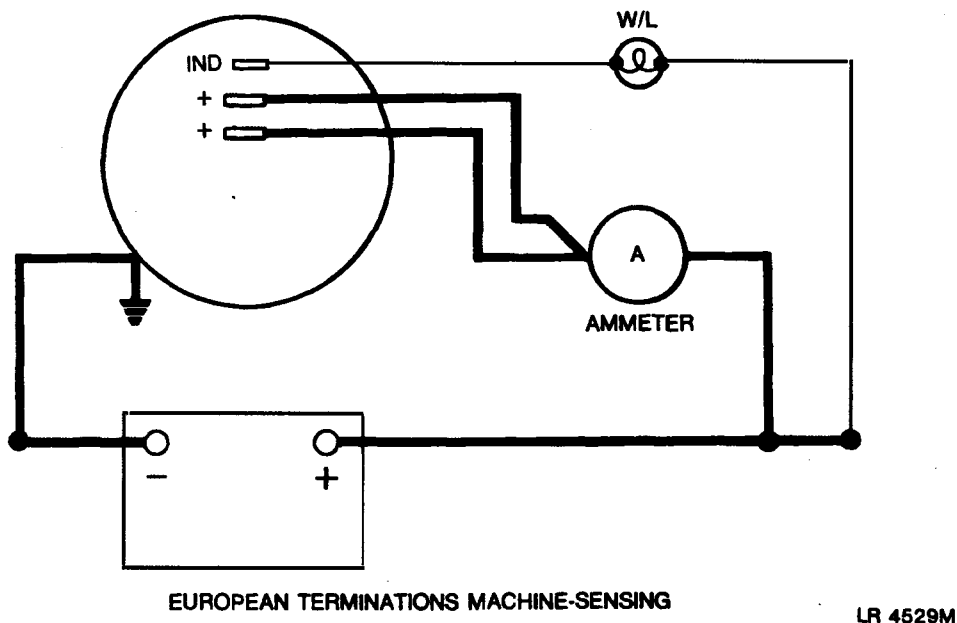 W/L
IND
+
+
A
AMMETER
− +
EUROPEAN TERMINATIONS MACHINE-SENSING
LR 4529M